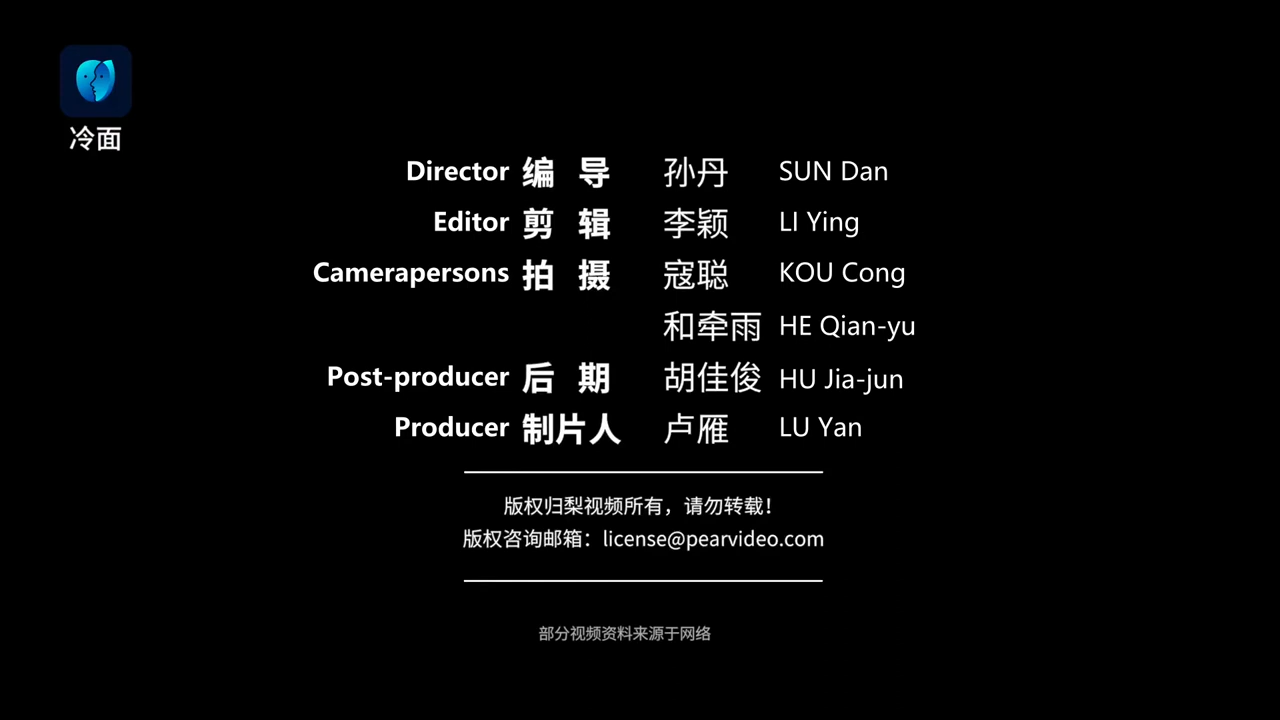 冷面
Director 编 导 孙丹 SUN Dan
Editor 剪 辑 李颖 LI Ying
Camerapersons 拍 摄 寇聪 KOU Cong
和牵雨 HE Qian-yu
Post-producer 后 期 胡佳俊 HU Jia-jun
Producer 制片人 卢雁 LU Yan
版权归梨视频所有，请勿转载！
版权咨询邮箱：license@pearvideo.com
部分视频资料来源于网络